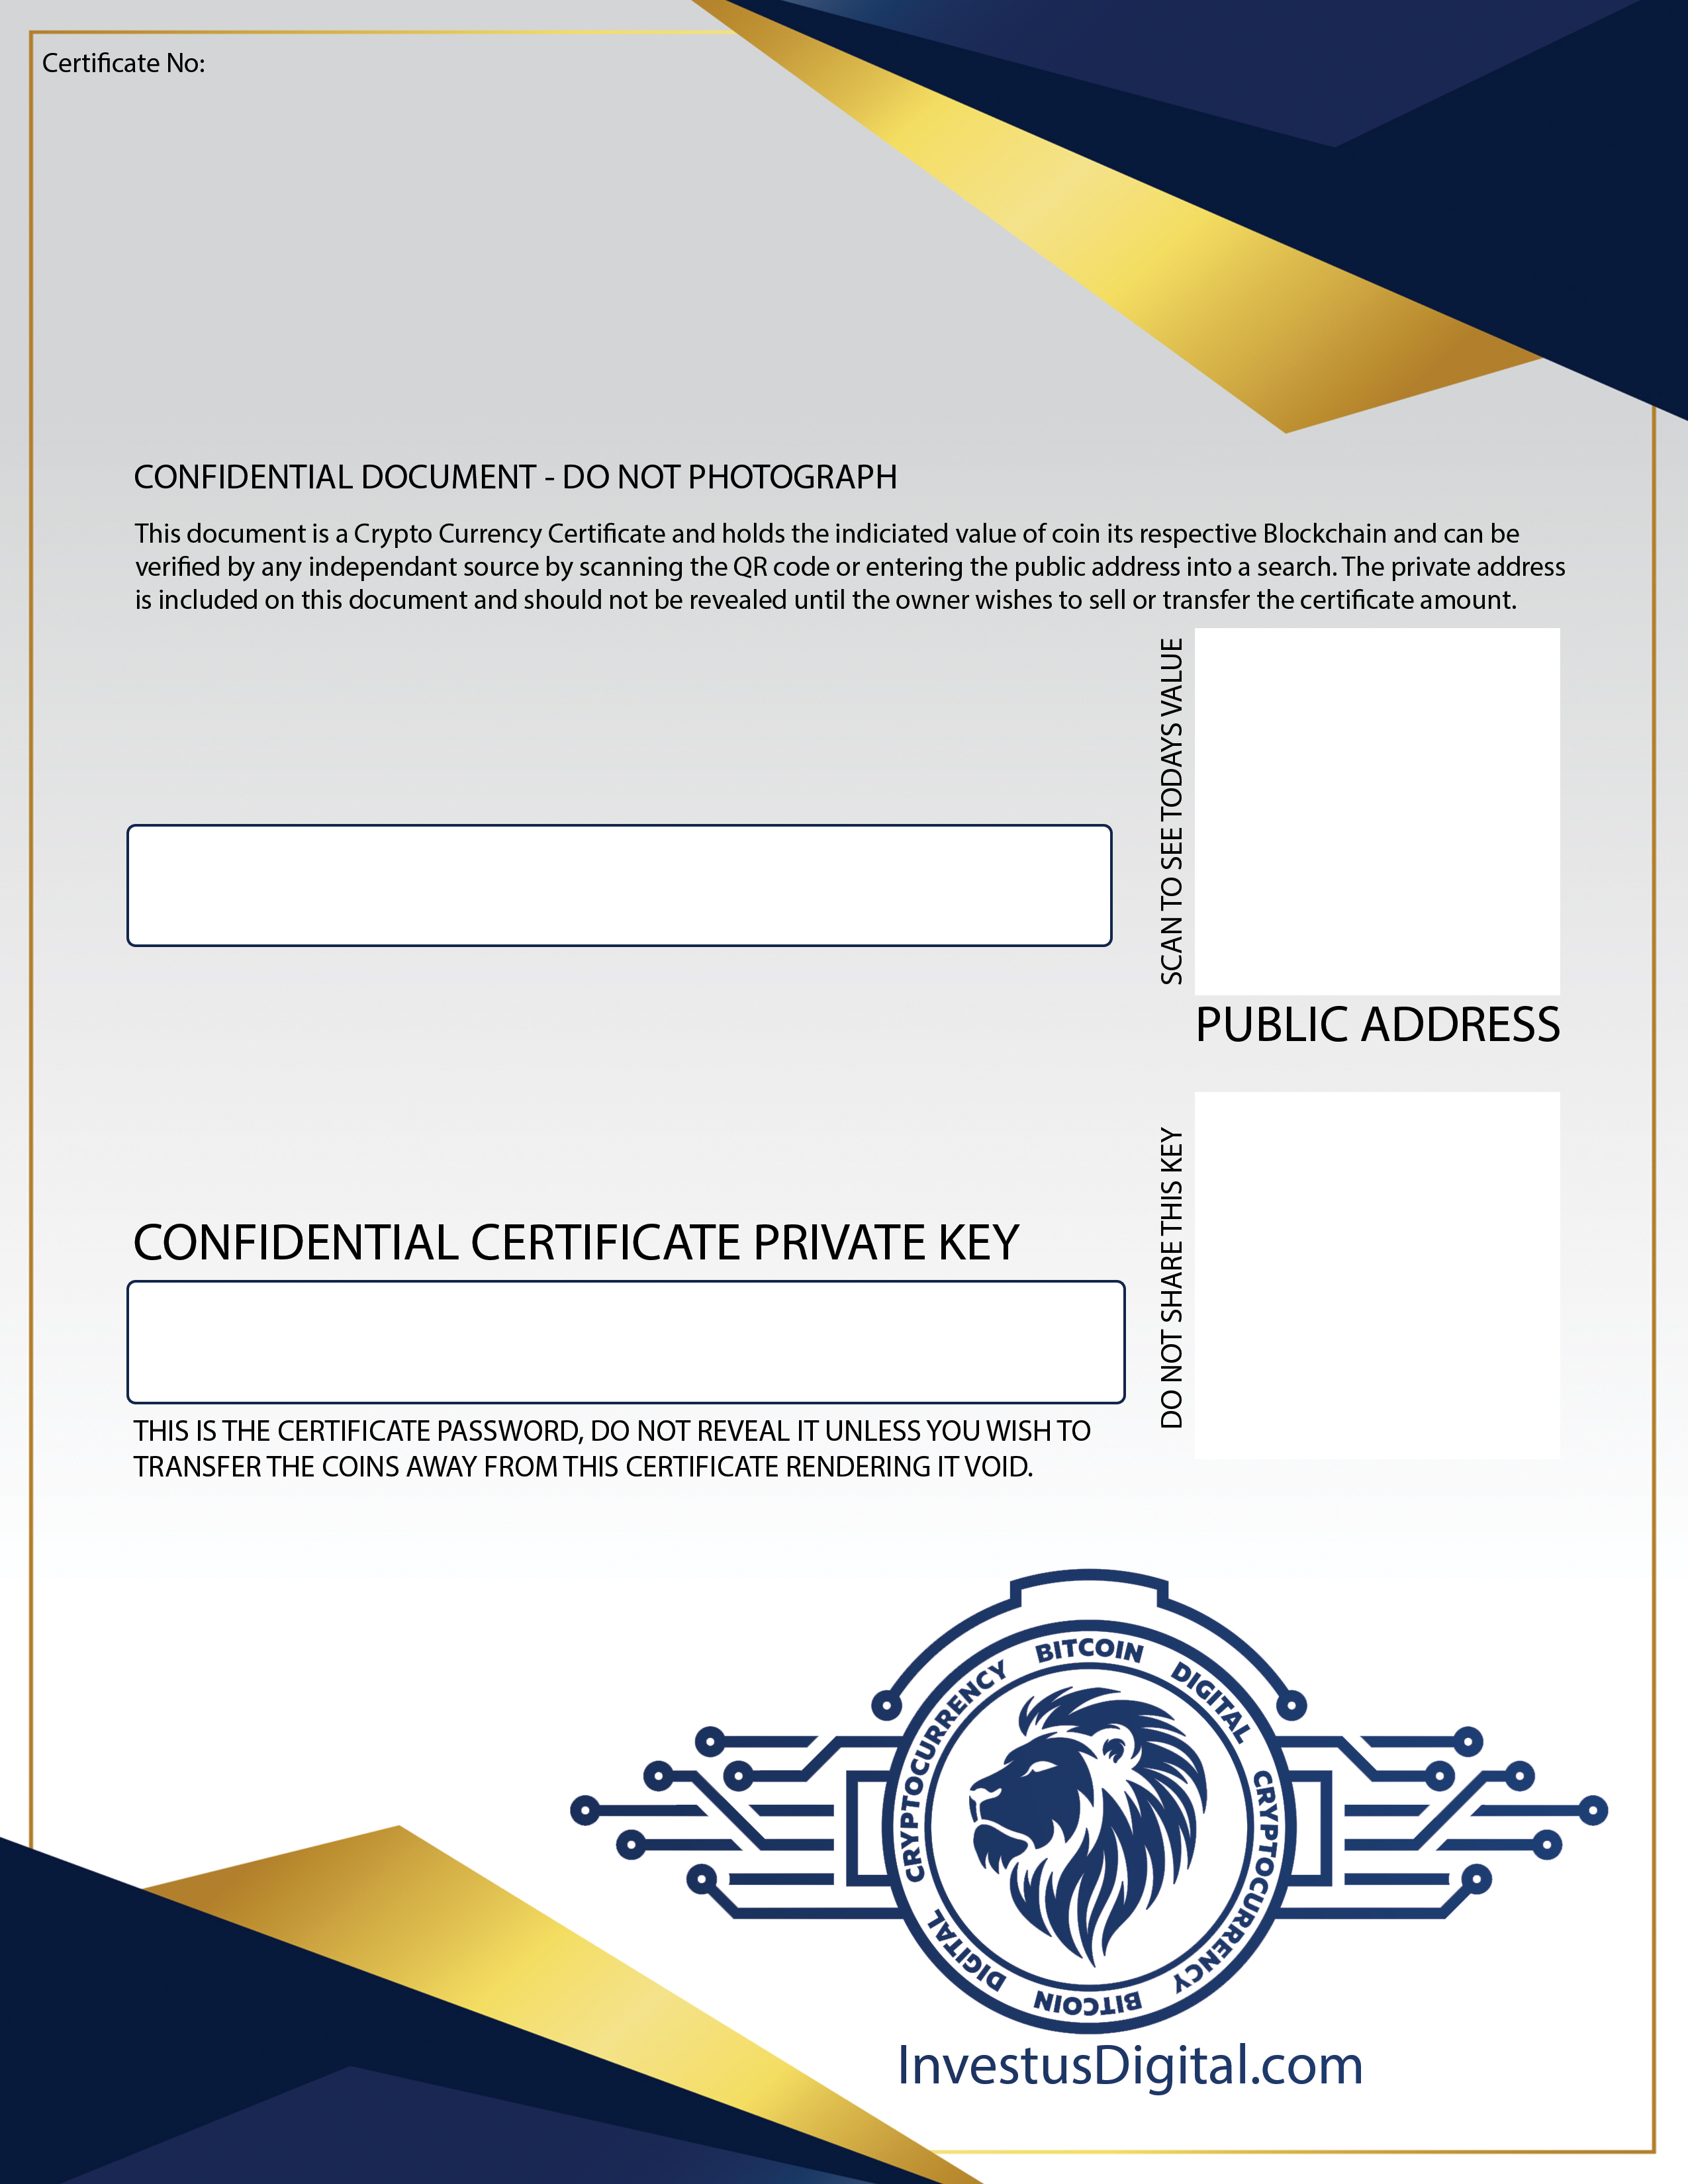 Certificate No:
CONFIDENTIAL DOCUMENT - DO NOT PHOTOGRAPH
This document is a Crypto Currency Certificate and holds the indiciated value of coin its respective Blockchain and can be
verified by any independant source by scanning the QR code or entering the public address into a search. The private address
is included on this document and should not be revealed until the owner wishes to sell or transfer the certificate amount.
SCAN TO SEE TODAYS VALUE
PUBLIC ADDRESS
DO NOT SHARE THIS KEY
CONFIDENTIAL CERTIFICATE PRIVATE KEY
THIS IS THE CERTIFICATE PASSWORD, DO NOT REVEAL IT UNLESS YOU WISH TO
TRANSFER THE COINS AWAY FROM THIS CERTIFICATE RENDERING IT VOID.
CRYPTOCURRENCY BITCOIN DIGITAL CRYPTOCURRENCY BITCOIN DIGITAL
InvestusDigital.com